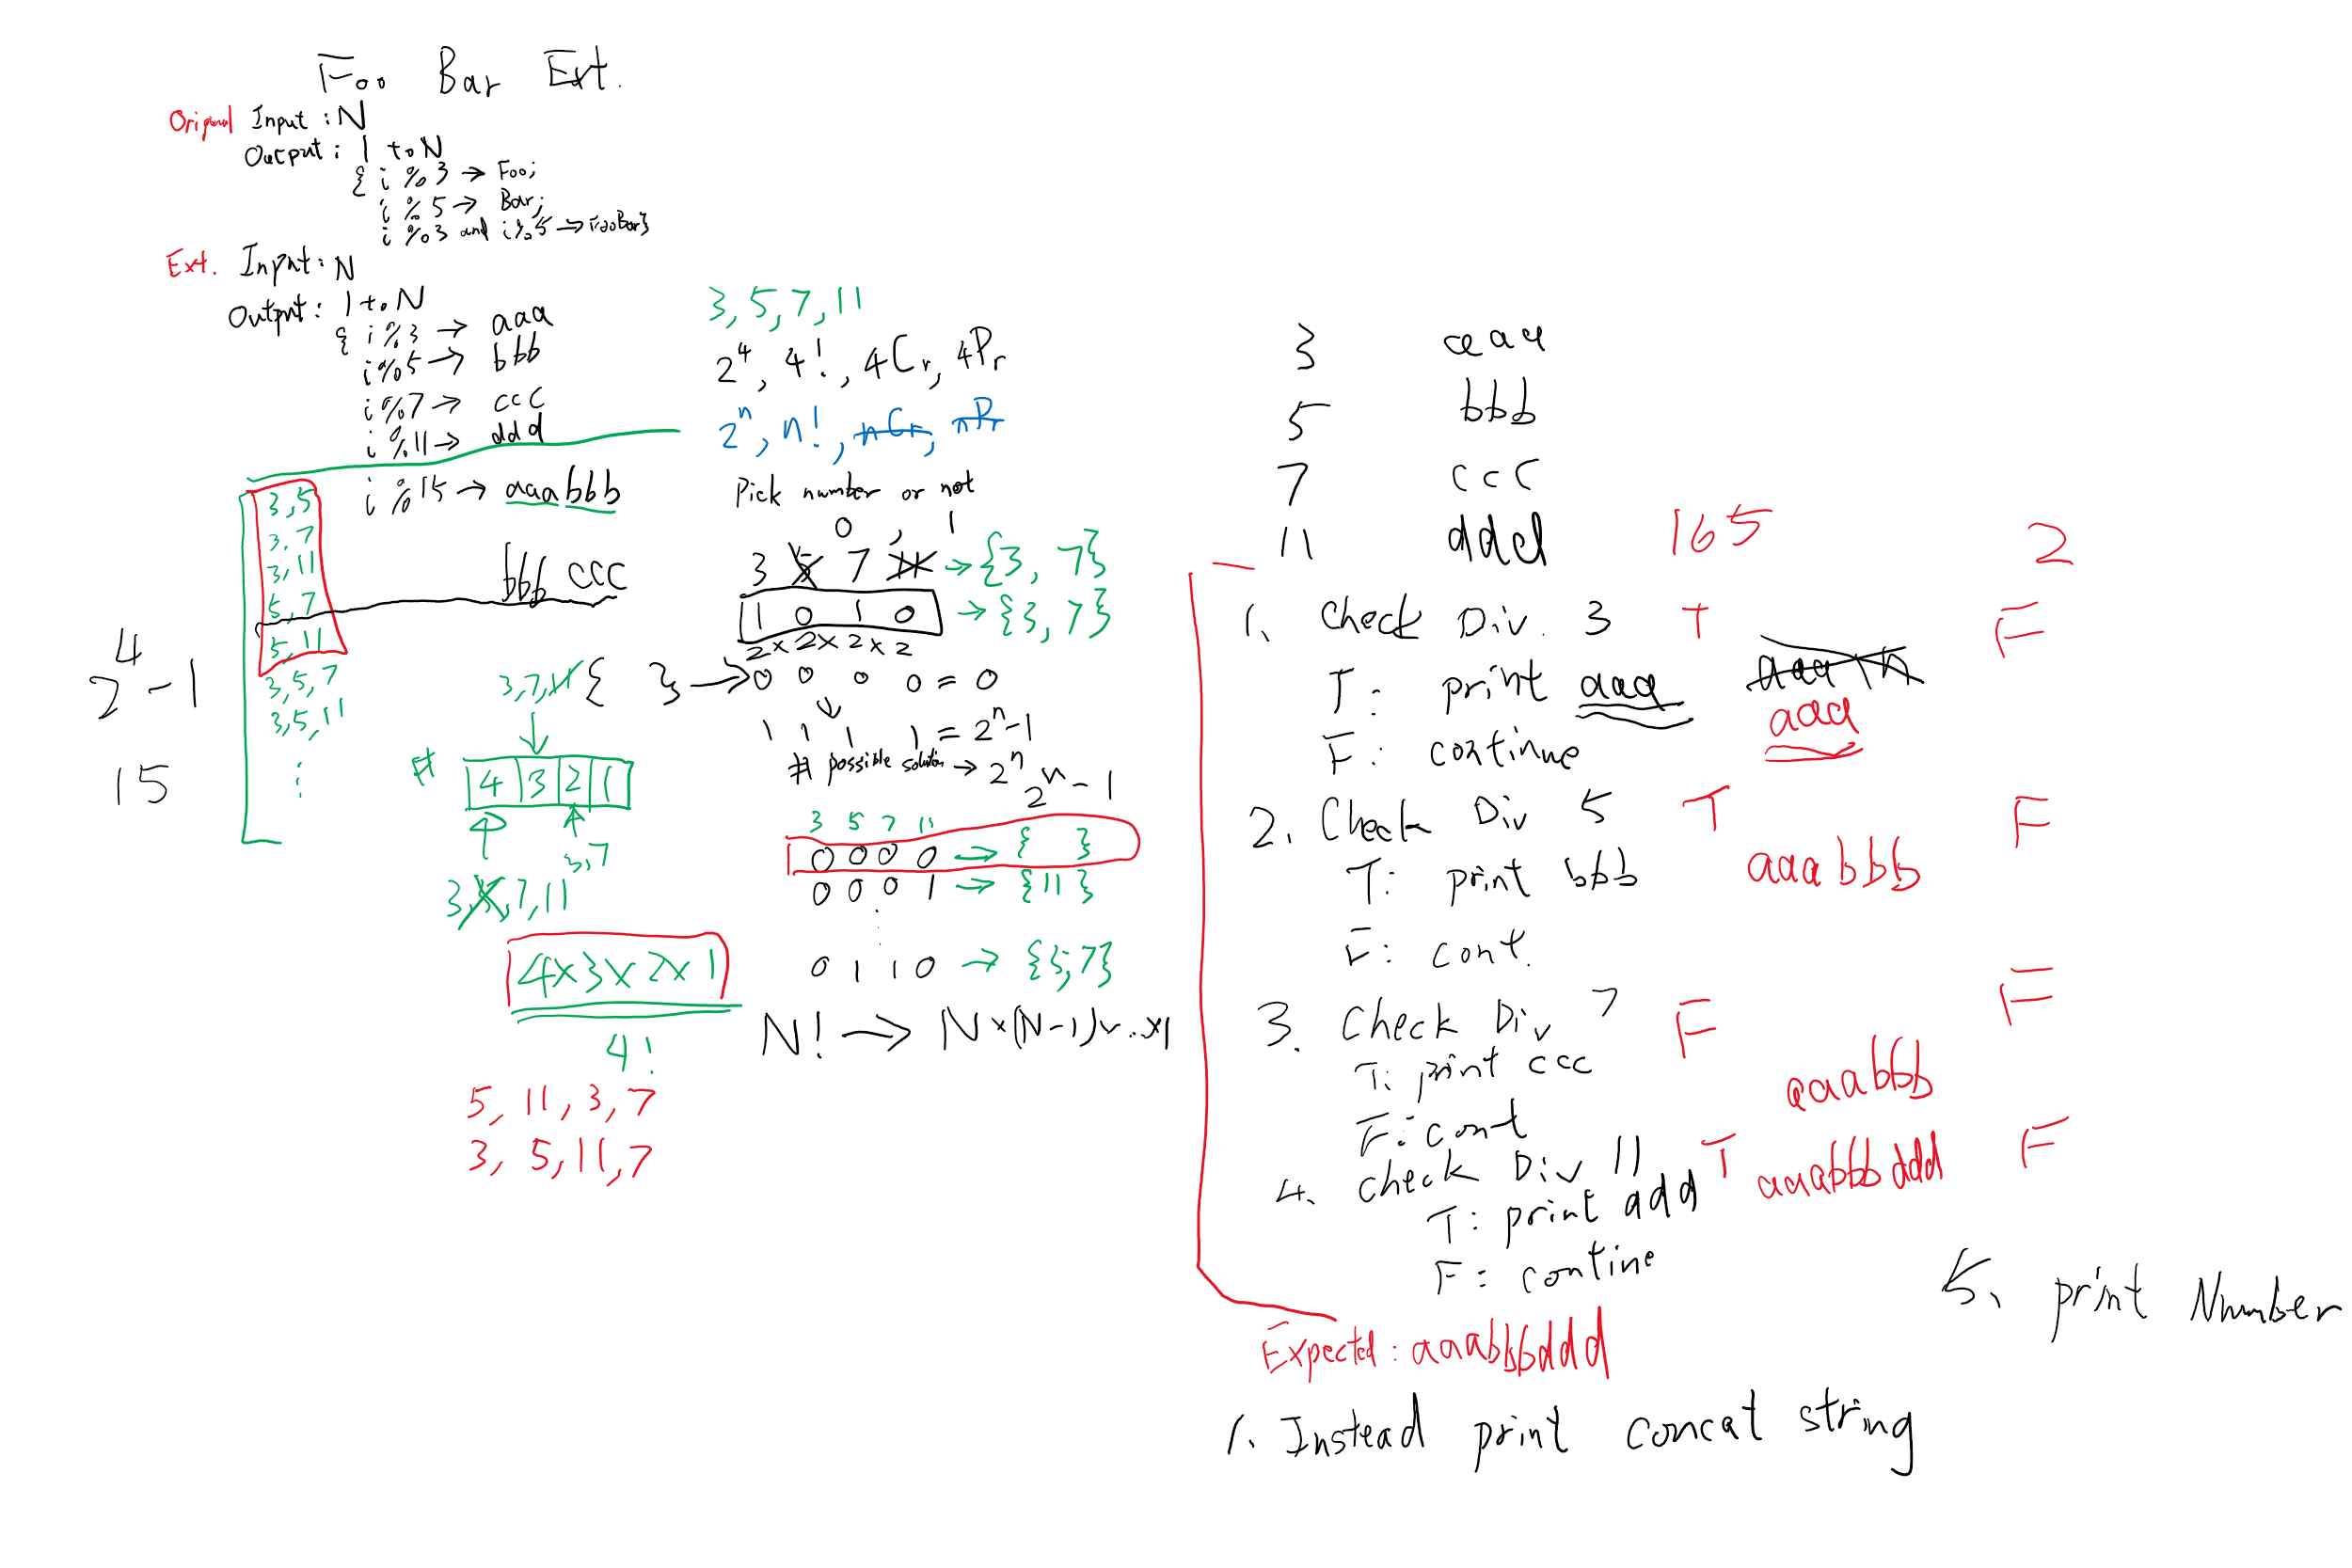 Foo Bar Ext.
Original Input : N
Output : 1 to N
{ i %3 → Foo;
i %5 → Bar;
i %3 and i%5 → FooBar}
Ext. Input : N
Output : 1 to N
{ i %3 → aaa
i %5 → bbb
i %7 → ccc
i %11 → ddd
i %15 → aaabbb
bbb ccc
3,5
3,7
3,11
5,7
5,11
3,5,7
3,5,11
⋮
2^4 - 1
15
3,7,11
#
4 3 2 1
3,7
3,5,7,11
4×3×2×1
4!
5, 11, 3, 7
3, 5, 11, 7
3, 5, 7, 11
2^4, 4!, 4Cr, 4Pr
2^n, n!, nCr, nPr
Pick number or not
0 , 1
3 5 7 11 → {3, 7}
1 0 1 0 → {3, 7}
2×2×2×2
{ } → 0 0 0 0 = 0
↓
1 1 1 1 = 2^n - 1
# possible solution → 2^n
2^n - 1
3 5 7 11
0 0 0 0 → { }
0 0 0 1 → {11}
⋮
0 1 1 0 → {5,7}
N! → N×(N-1)×...×1
3 aaa
5 bbb
7 ccc
11 ddd 165 2
1. Check Div. 3 T F
T: print aaa aaa \n
aaa
F: continue
2. Check Div 5 T F
T: print bbb aaabbb
F: cont.
3. Check Div 7 F F
T: print ccc aaabbb
F: cont
4. check Div 11 T aaabbbddd F
T: print ddd
F: contine
5. print Number
Expected : aaabbbddd
1. Instead print concat string